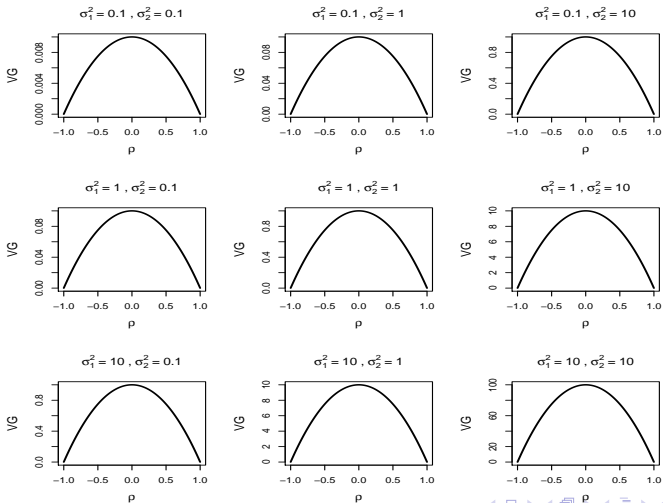 σ₁² = 0.1 , σ₂² = 0.1
VG
0.000 0.004 0.008
−1.0 −0.5 0.0 0.5 1.0
ρ
σ₁² = 0.1 , σ₂² = 1
VG
0.00 0.04 0.08
−1.0 −0.5 0.0 0.5 1.0
ρ
σ₁² = 0.1 , σ₂² = 10
VG
0.0 0.4 0.8
−1.0 −0.5 0.0 0.5 1.0
ρ
σ₁² = 1 , σ₂² = 0.1
VG
0.00 0.04 0.08
−1.0 −0.5 0.0 0.5 1.0
ρ
σ₁² = 1 , σ₂² = 1
VG
0.0 0.4 0.8
−1.0 −0.5 0.0 0.5 1.0
ρ
σ₁² = 1 , σ₂² = 10
VG
0 2 4 6 8 10
−1.0 −0.5 0.0 0.5 1.0
ρ
σ₁² = 10 , σ₂² = 0.1
VG
0.0 0.4 0.8
−1.0 −0.5 0.0 0.5 1.0
ρ
σ₁² = 10 , σ₂² = 1
VG
0 2 4 6 8 10
−1.0 −0.5 0.0 0.5 1.0
ρ
σ₁² = 10 , σ₂² = 10
VG
0 20 60 100
−1.0 −0.5 0.0 0.5 1.0
ρ